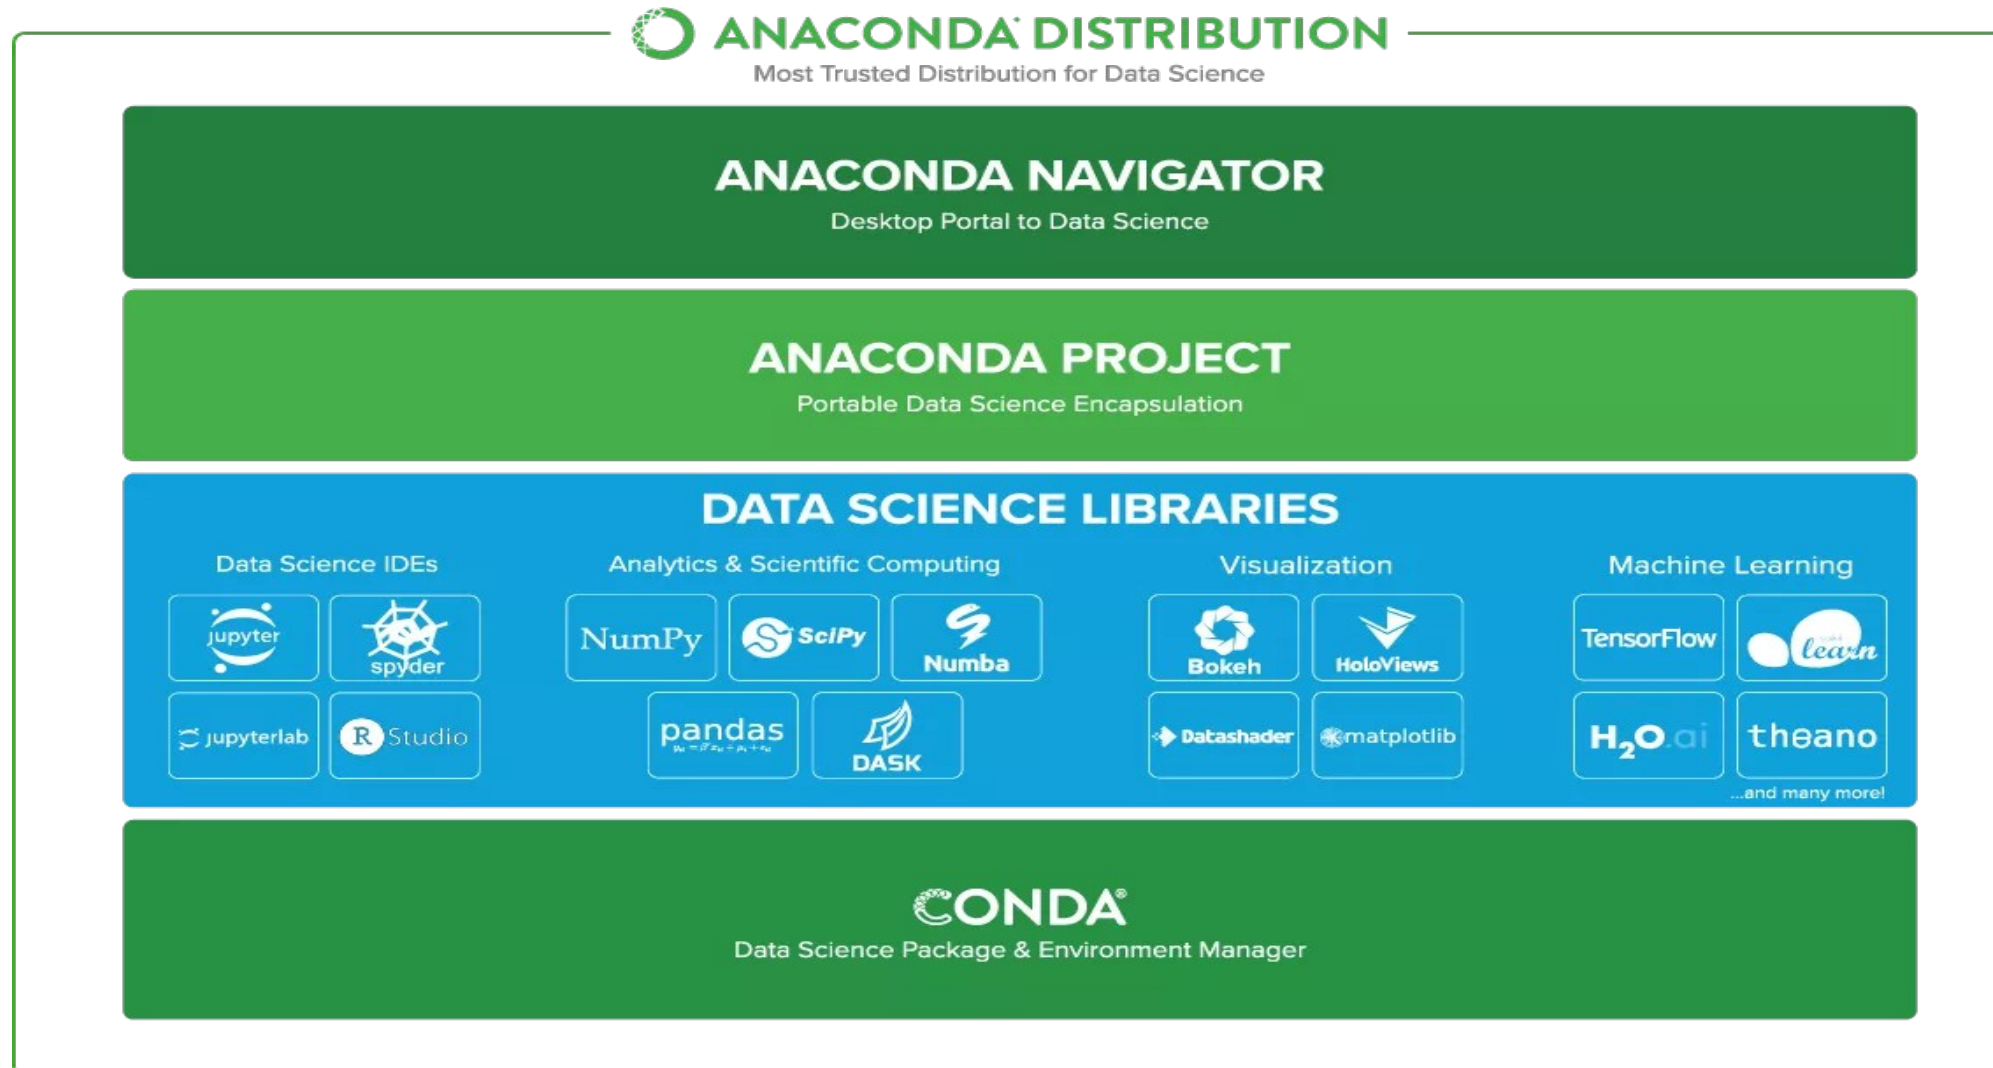 ANACONDA DISTRIBUTION
Most Trusted Distribution for Data Science
ANACONDA NAVIGATOR
Desktop Portal to Data Science
ANACONDA PROJECT
Portable Data Science Encapsulation
DATA SCIENCE LIBRARIES
Data Science IDEs
jupyter
spyder
jupyterlab
R Studio
Analytics & Scientific Computing
NumPy
SciPy
Numba
pandas
DASK
Visualization
Bokeh
HoloViews
Datashader
matplotlib
Machine Learning
TensorFlow
learn
H2O.ai
theano
...and many more!
CONDA®
Data Science Package & Environment Manager